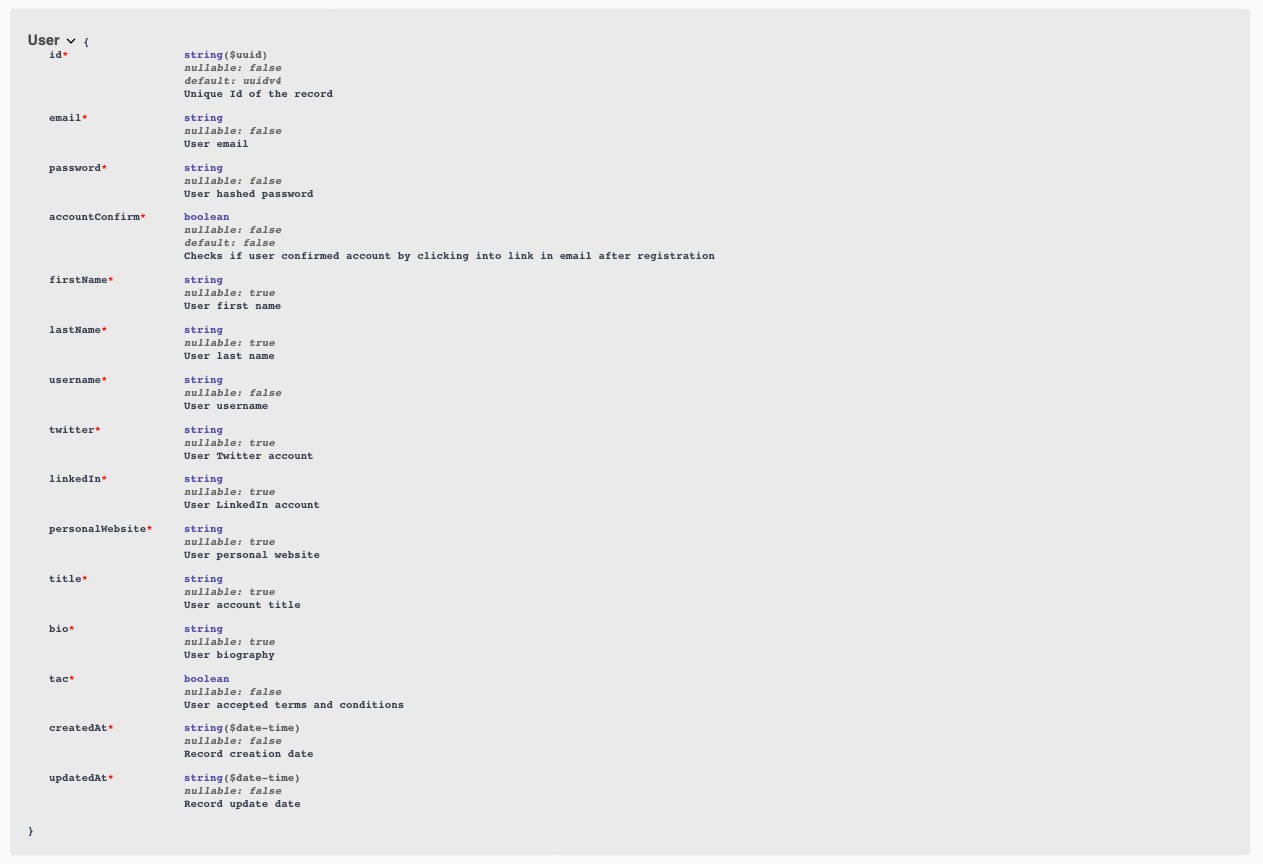 User {
id* string($uuid)
nullable: false
default: uuidv4
Unique Id of the record
email* string
nullable: false
User email
password* string
nullable: false
User hashed password
accountConfirm* boolean
nullable: false
default: false
Checks if user confirmed account by clicking into link in email after registration
firstName* string
nullable: true
User first name
lastName* string
nullable: true
User last name
username* string
nullable: false
User username
twitter* string
nullable: true
User Twitter account
linkedIn* string
nullable: true
User LinkedIn account
personalWebsite* string
nullable: true
User personal website
title* string
nullable: true
User account title
bio* string
nullable: true
User biography
tac* boolean
nullable: false
User accepted terms and conditions
createdAt* string($date-time)
nullable: false
Record creation date
updatedAt* string($date-time)
nullable: false
Record update date
}